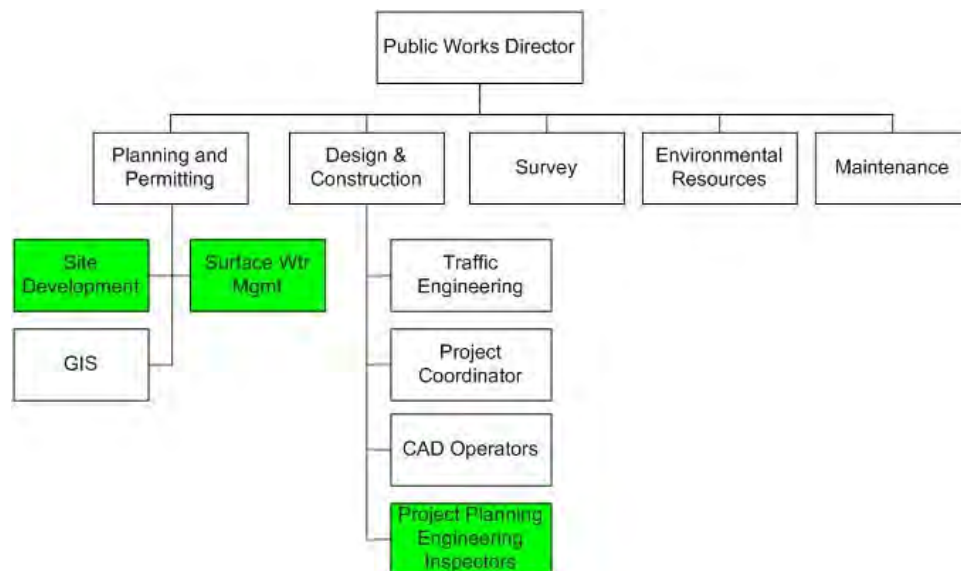 Public Works Director
Planning and
Permitting
Design &
Construction
Survey
Environmental
Resources
Maintenance
Site
Development
Surface Wtr
Mgmt
Traffic
Engineering
GIS
Project
Coordinator
CAD Operators
Project Planning
Engineering
Inspectors